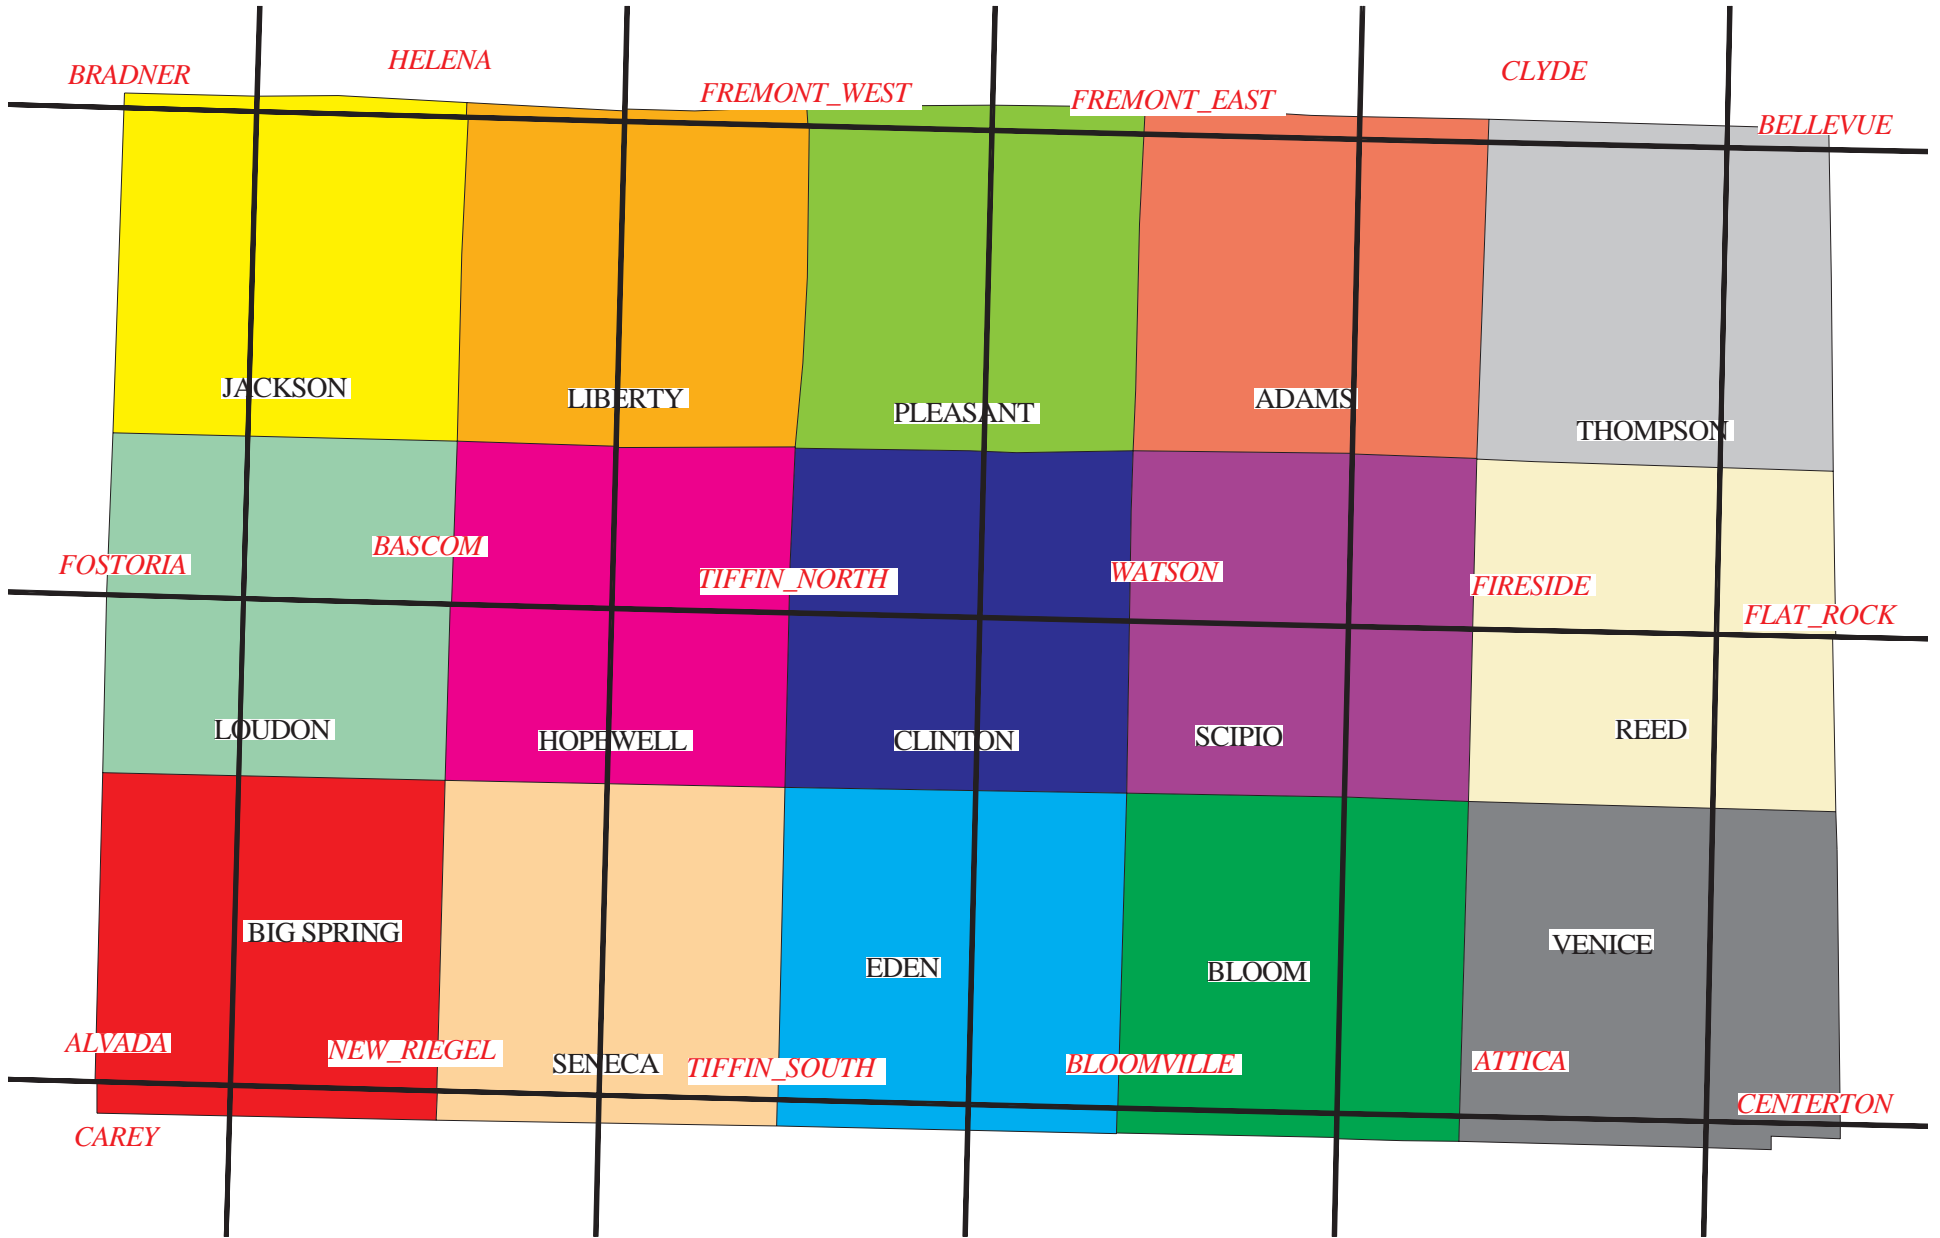 HELENA
CLYDE
BRADNER
FREMONT_WEST
FREMONT_EAST
BELLEVUE
JACKSON
LIBERTY
PLEASANT
ADAMS
THOMPSON
FOSTORIA
BASCOM
TIFFIN_NORTH
WATSON
FIRESIDE
FLAT_ROCK
LOUDON
HOPEWELL
CLINTON
SCIPIO
REED
BIG SPRING
EDEN
BLOOM
VENICE
ALVADA
NEW_RIEGEL
SENECA
TIFFIN_SOUTH
BLOOMVILLE
ATTICA
CENTERTON
CAREY